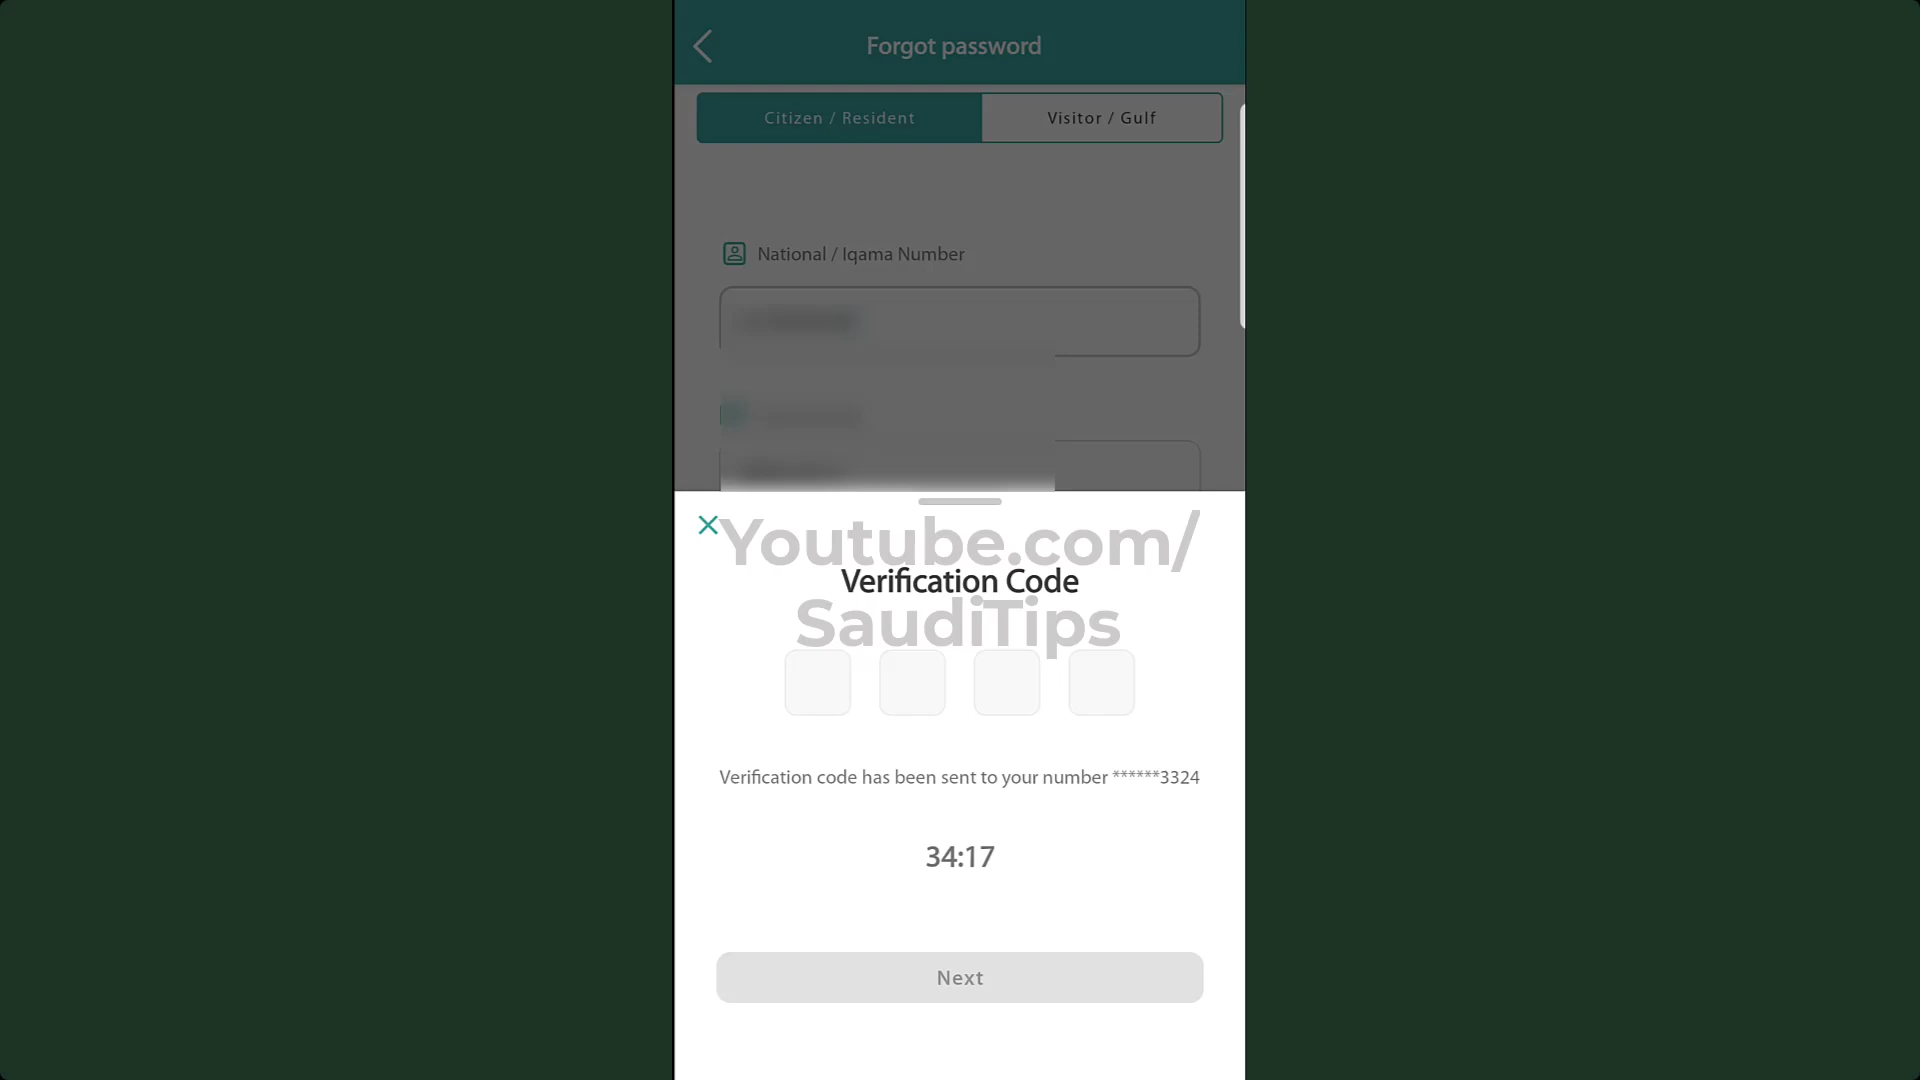 Forgot password
Citizen / Resident
Visitor / Gulf
National / Iqama Number
Youtube.com/
Verification Code
SaudiTips
Verification code has been sent to your number ******3324
34:17
Next